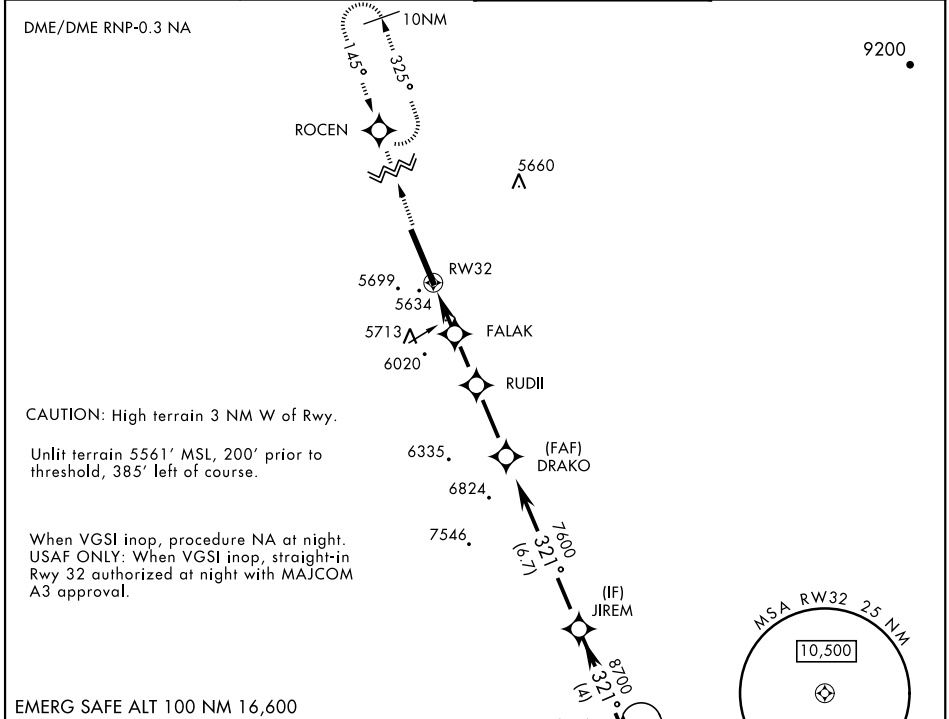 DME/DME RNP-0.3 NA
10NM
145°
325°
9200
ROCEN
5660
RW32
5699
5634
5713
FALAK
6020
RUDII
CAUTION: High terrain 3 NM W of Rwy.
Unlit terrain 5561' MSL, 200' prior to
threshold, 385' left of course.
6335
(FAF)
DRAKO
6824
7546
When VGSI inop, procedure NA at night.
USAF ONLY: When VGSI inop, straight-in
Rwy 32 authorized at night with MAJCOM
A3 approval.
7600
321°
(6.7)
(IF)
JIREM
MSA RW32 25 NM
10,500
8700
321°
(4)
EMERG SAFE ALT 100 NM 16,600